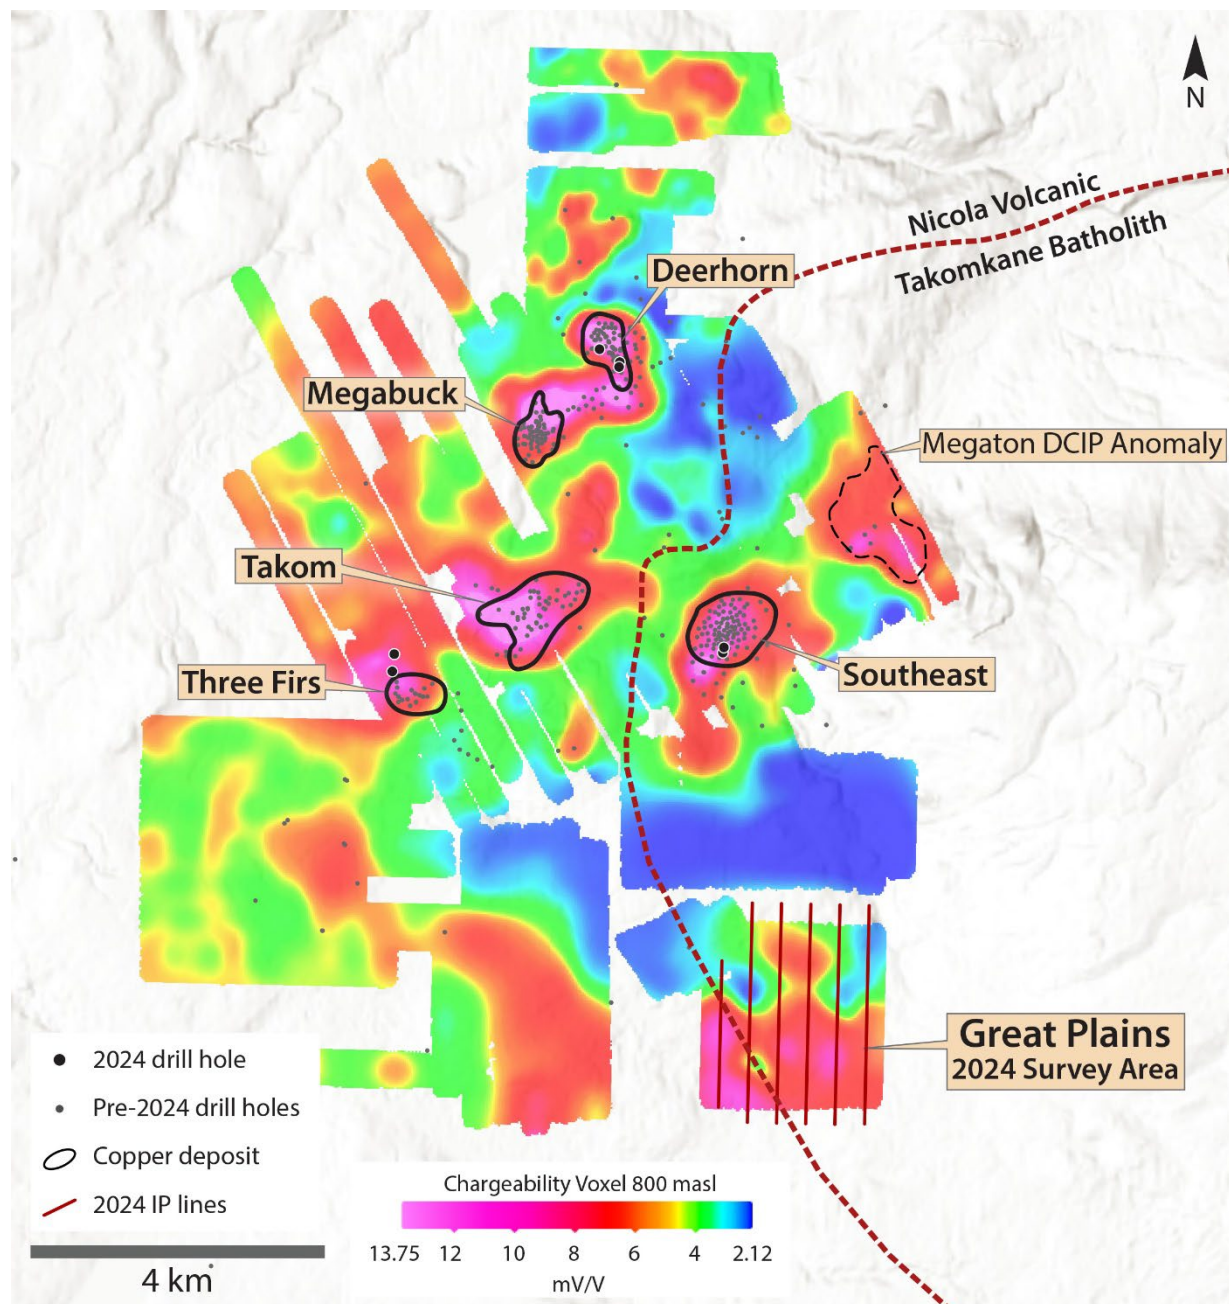 N
Nicola Volcanic
Takomkane Batholith
Deerhorn
Megabuck
Megaton DCIP Anomaly
Takom
Three Firs
Southeast
Great Plains
2024 Survey Area
2024 drill hole
Pre-2024 drill holes
Copper deposit
2024 IP lines
4 km
Chargeability Voxel 800 masl
13.75 12 10 8 6 4 2.12
mV/V